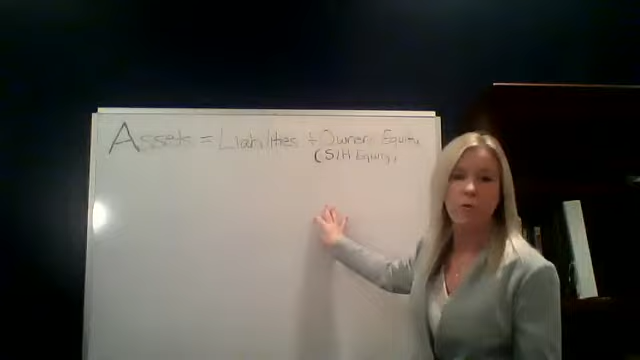 Assets = Liabilities + Owners Equity
(S/H Equity)